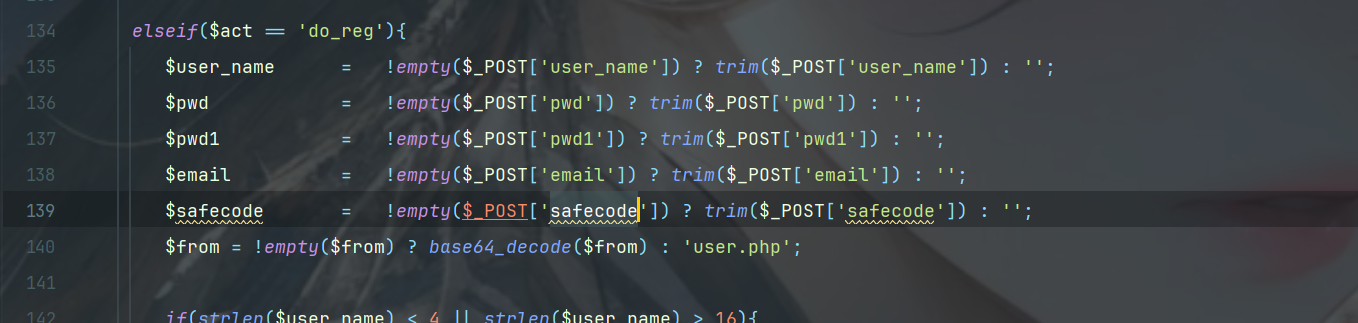 134 elseif($act == 'do_reg'){
135 $user_name = !empty($_POST['user_name']) ? trim($_POST['user_name']) : '';
136 $pwd = !empty($_POST['pwd']) ? trim($_POST['pwd']) : '';
137 $pwd1 = !empty($_POST['pwd1']) ? trim($_POST['pwd1']) : '';
138 $email = !empty($_POST['email']) ? trim($_POST['email']) : '';
139 $safecode = !empty($_POST['safecode']) ? trim($_POST['safecode']) : '';
140 $from = !empty($from) ? base64_decode($from) : 'user.php';
141
142 if(strlen($user_name) < 4 || strlen($user_name) > 16){